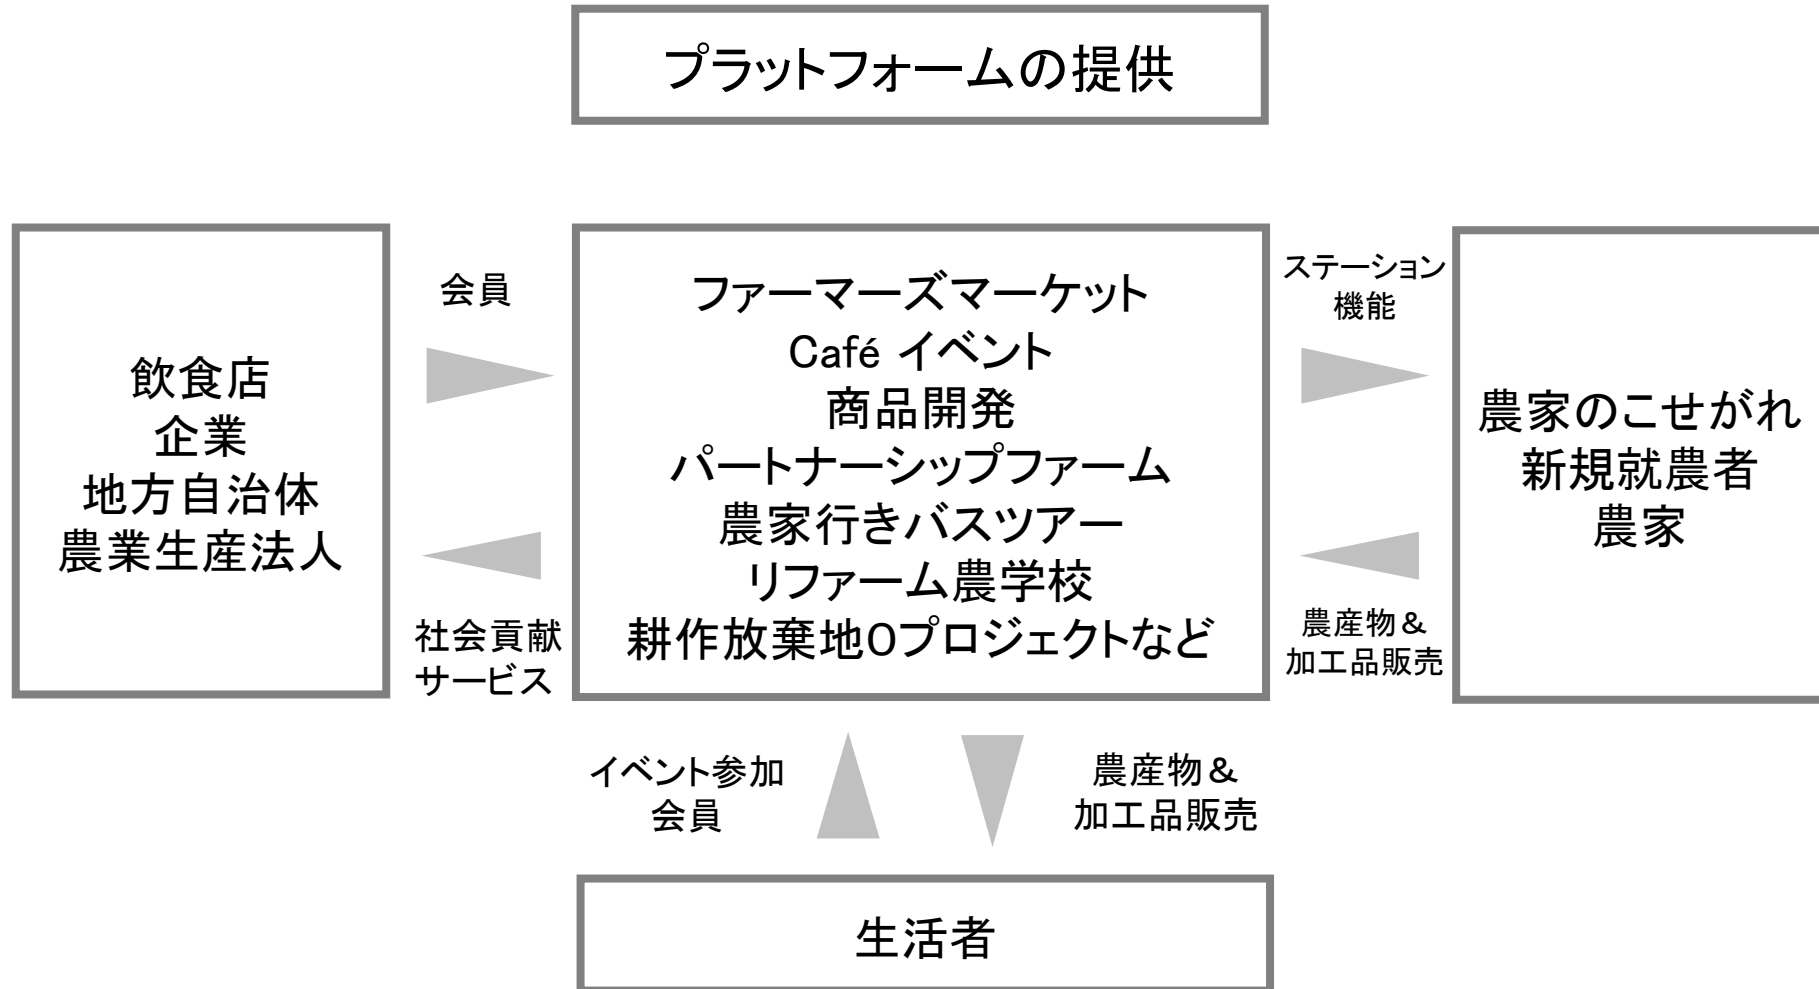 プラットフォームの提供
飲食店
企業
地方自治体
農業生産法人
会員
社会貢献
サービス
ファーマーズマーケット
Café イベント
商品開発
パートナーシップファーム
農家行きバスツアー
リファーム農学校
耕作放棄地0プロジェクトなど
ステーション
機能
農産物＆
加工品販売
農家のこせがれ
新規就農者
農家
イベント参加
会員
農産物＆
加工品販売
生活者